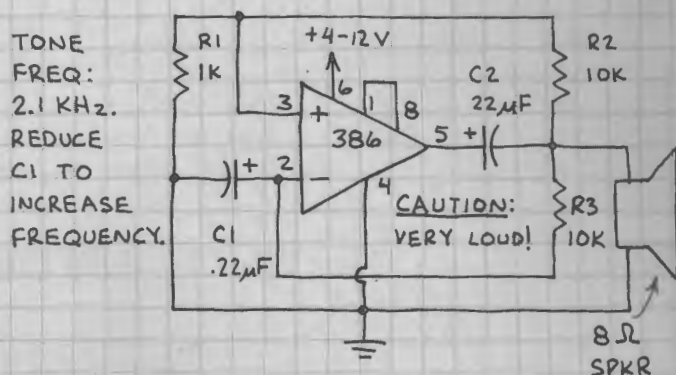 TONE
FREQ:
2.1 KHz.
REDUCE
C1 TO
INCREASE
FREQUENCY.
R1
1K
+4-12V
6
3
+
1
8
386
2
−
4
5
+
C2
22µF
R2
10K
+
C1
.22µF
CAUTION:
VERY LOUD!
R3
10K
8Ω
SPKR